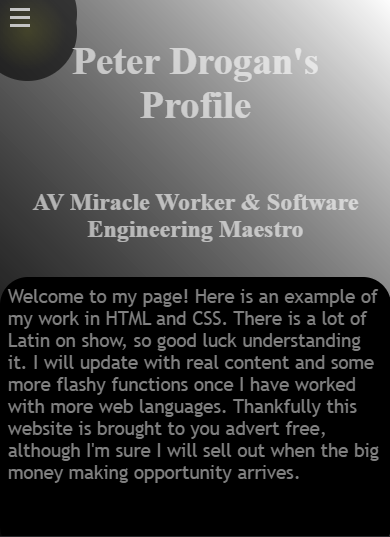 Peter Drogan's
Profile
AV Miracle Worker & Software
Engineering Maestro
Welcome to my page! Here is an example of
my work in HTML and CSS. There is a lot of
Latin on show, so good luck understanding
it. I will update with real content and some
more flashy functions once I have worked
with more web languages. Thankfully this
website is brought to you advert free,
although I'm sure I will sell out when the big
money making opportunity arrives.